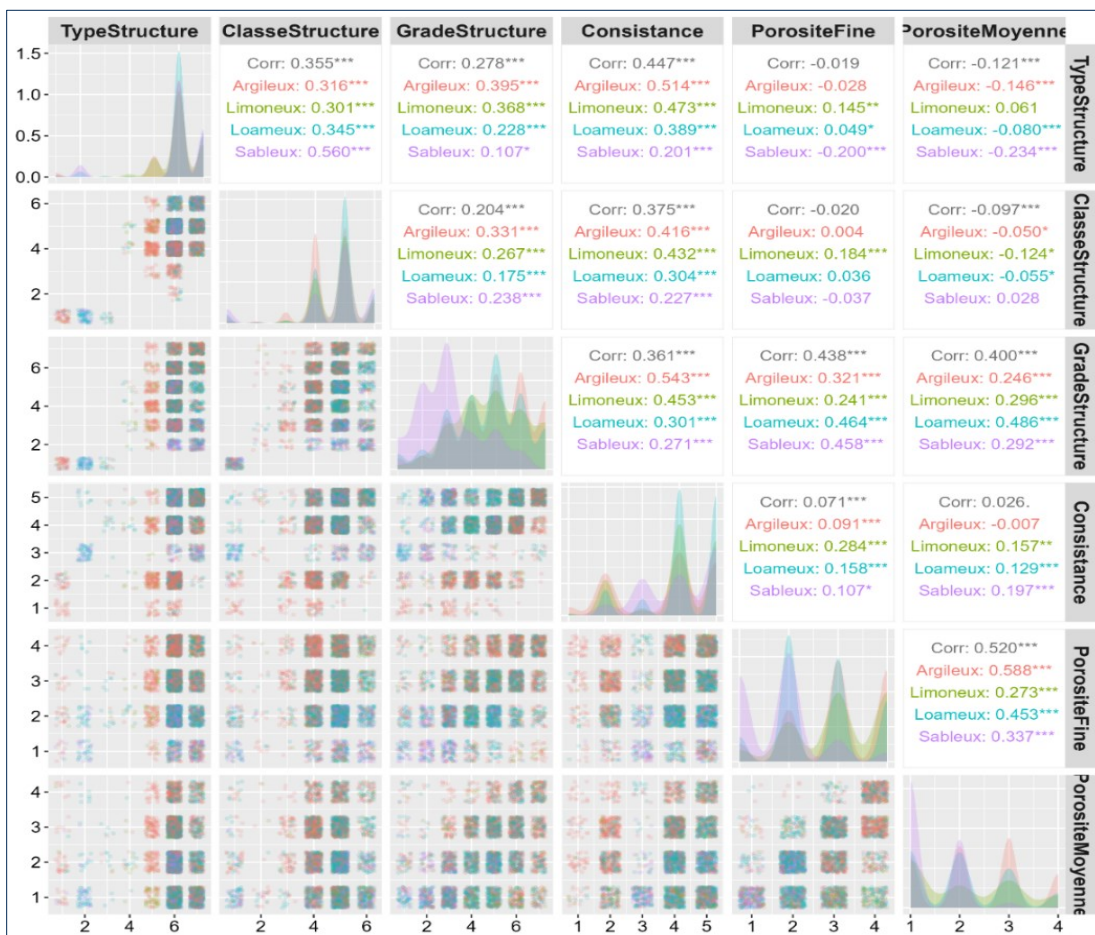 TypeStructure ClasseStructure GradeStructure Consistance PorositeFine PorositeMoyenne
1.5
1.0
0.5
0.0
Corr: 0.355*** Corr: 0.278*** Corr: 0.447*** Corr: -0.019 Corr: -0.121***
Argileux: 0.316*** Argileux: 0.395*** Argileux: 0.514*** Argileux: -0.028 Argileux: -0.146***
Limoneux: 0.301*** Limoneux: 0.368*** Limoneux: 0.473*** Limoneux: 0.145** Limoneux: 0.061
Loameux: 0.345*** Loameux: 0.228*** Loameux: 0.389*** Loameux: 0.049* Loameux: -0.080***
Sableux: 0.560*** Sableux: 0.107* Sableux: 0.201*** Sableux: -0.200*** Sableux: -0.234***
TypeStructure
6
4
2
Corr: 0.204*** Corr: 0.375*** Corr: -0.020 Corr: -0.097***
Argileux: 0.331*** Argileux: 0.416*** Argileux: 0.004 Argileux: -0.050*
Limoneux: 0.267*** Limoneux: 0.432*** Limoneux: 0.184*** Limoneux: -0.124*
Loameux: 0.175*** Loameux: 0.304*** Loameux: 0.036 Loameux: -0.055*
Sableux: 0.238*** Sableux: 0.227*** Sableux: -0.037 Sableux: 0.028
ClasseStructure
6
4
2
Corr: 0.361*** Corr: 0.438*** Corr: 0.400***
Argileux: 0.543*** Argileux: 0.321*** Argileux: 0.246***
Limoneux: 0.453*** Limoneux: 0.241*** Limoneux: 0.296***
Loameux: 0.301*** Loameux: 0.464*** Loameux: 0.486***
Sableux: 0.271*** Sableux: 0.458*** Sableux: 0.292***
GradeStructure
5
4
3
2
1
Corr: 0.071*** Corr: 0.026.
Argileux: 0.091*** Argileux: -0.007
Limoneux: 0.284*** Limoneux: 0.157**
Loameux: 0.158*** Loameux: 0.129***
Sableux: 0.107* Sableux: 0.197***
Consistance
4
3
2
1
Corr: 0.520***
Argileux: 0.588***
Limoneux: 0.273***
Loameux: 0.453***
Sableux: 0.337***
PorositeFine
4
3
2
1
PorositeMoyenne
2 4 6 2 4 6 2 4 6 1 2 3 4 5 1 2 3 4 1 2 3 4